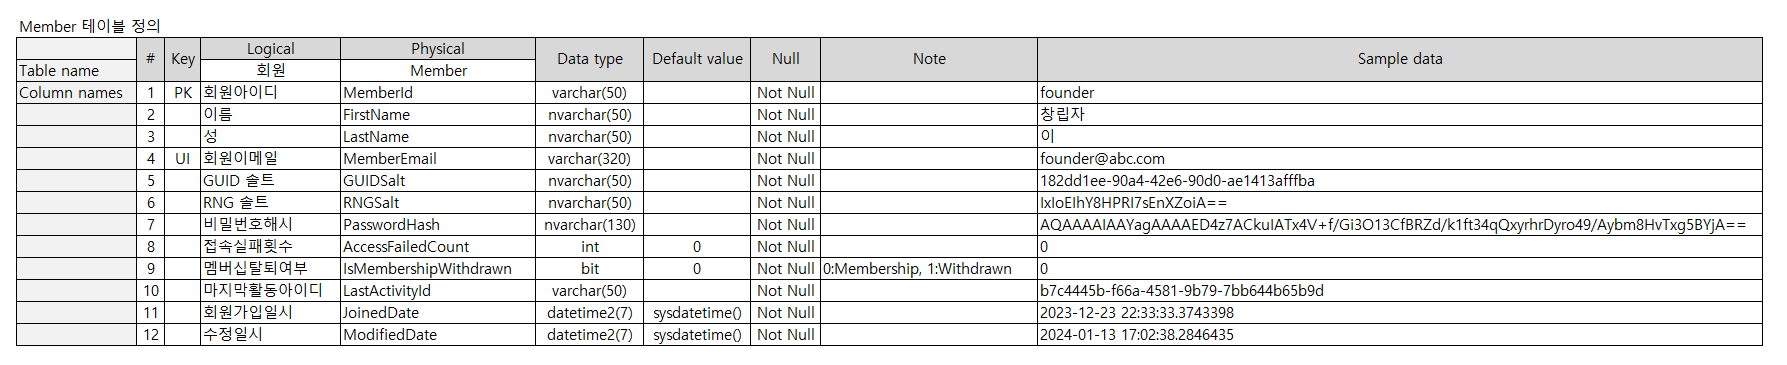 Member 테이블 정의
# Key Logical Physical Data type Default value Null Note Sample data
Table name 회원 Member
Column names 1 PK 회원아이디 MemberId varchar(50) Not Null founder
2 이름 FirstName nvarchar(50) Not Null 창립자
3 성 LastName nvarchar(50) Not Null 이
4 UI 회원이메일 MemberEmail varchar(320) Not Null founder@abc.com
5 GUID 솔트 GUIDSalt nvarchar(50) Not Null 182dd1ee-90a4-42e6-90d0-ae1413afffba
6 RNG 솔트 RNGSalt nvarchar(50) Not Null IxIoEIhY8HPRI7sEnXZoiA==
7 비밀번호해시 PasswordHash nvarchar(130) Not Null AQAAAAIAAYagAAAAED4z7ACkuIATx4V+f/Gi3O13CfBRZd/k1ft34qQxyrhrDyro49/Aybm8HvTxg5BYjA==
8 접속실패횟수 AccessFailedCount int 0 Not Null 0
9 멤버십탈퇴여부 IsMembershipWithdrawn bit 0 Not Null 0:Membership, 1:Withdrawn 0
10 마지막활동아이디 LastActivityId varchar(50) Not Null b7c4445b-f66a-4581-9b79-7bb644b65b9d
11 회원가입일시 JoinedDate datetime2(7) sysdatetime() Not Null 2023-12-23 22:33:33.3743398
12 수정일시 ModifiedDate datetime2(7) sysdatetime() Not Null 2024-01-13 17:02:38.2846435